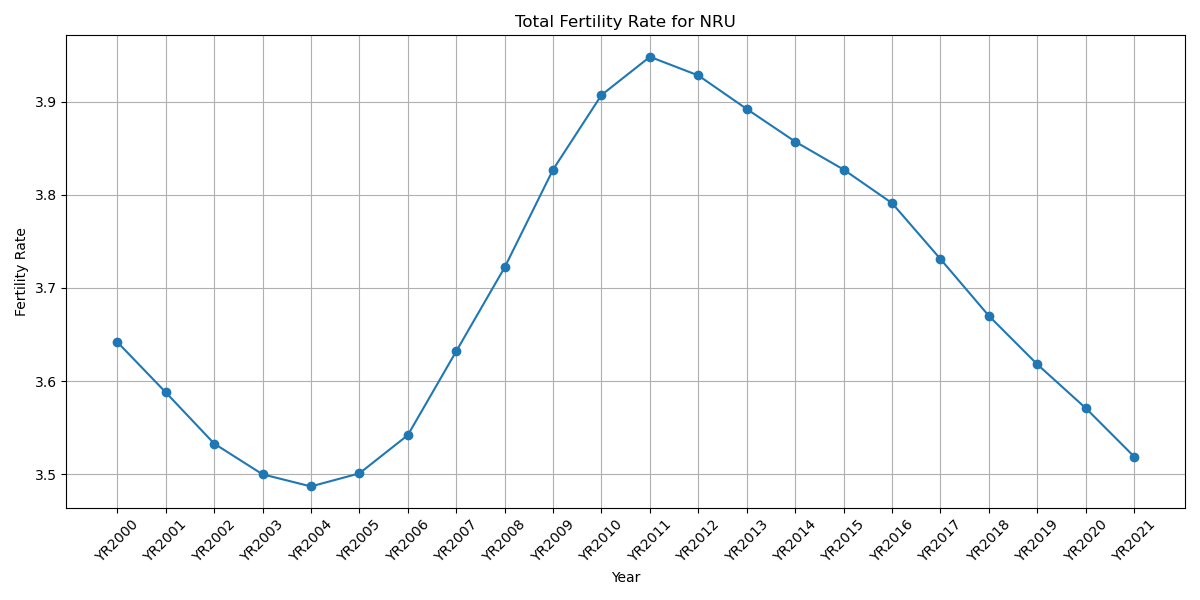 Total Fertility Rate for NRU
Fertility Rate
3.9
3.8
3.7
3.6
3.5
YR2000
YR2001
YR2002
YR2003
YR2004
YR2005
YR2006
YR2007
YR2008
YR2009
YR2010
YR2011
YR2012
YR2013
YR2014
YR2015
YR2016
YR2017
YR2018
YR2019
YR2020
YR2021
Year